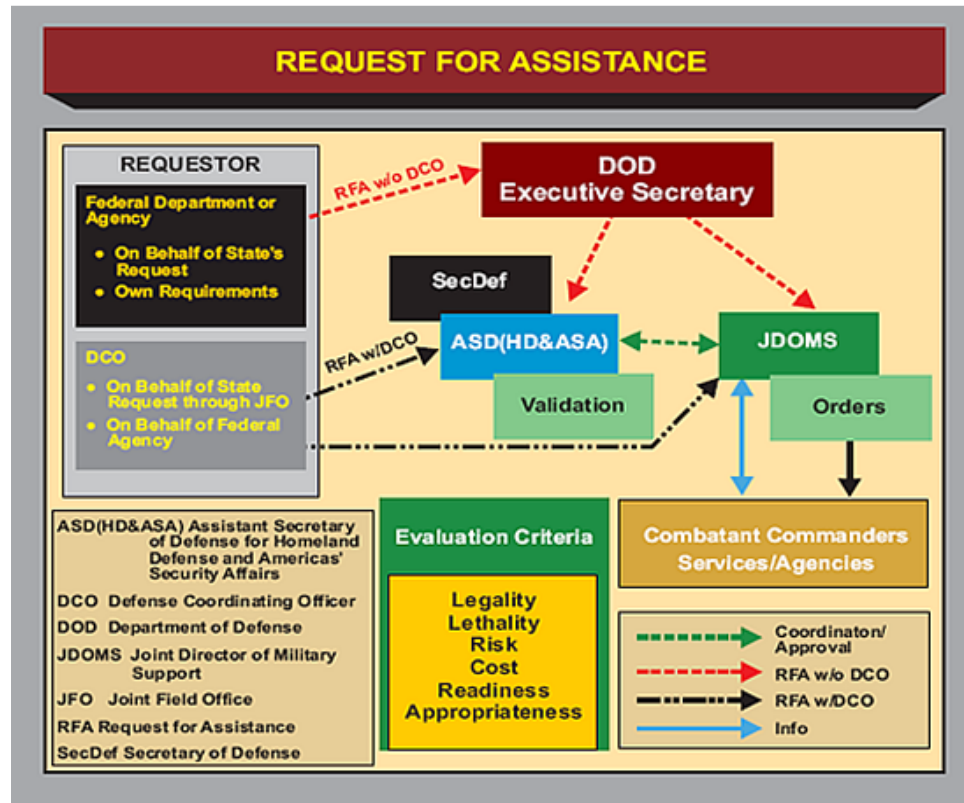 REQUEST FOR ASSISTANCE
REQUESTOR
Federal Department or
Agency
● On Behalf of State's
Request
● Own Requirements
DCO
● On Behalf of State
Request through JFO
● On Behalf of Federal
Agency
RFA w/o DCO
RFA w/DCO
DOD
Executive Secretary
SecDef
ASD(HD&ASA)
Validation
JDOMS
Orders
Combatant Commanders
Services/Agencies
ASD(HD&ASA) Assistant Secretary
of Defense for Homeland
Defense and Americas'
Security Affairs
DCO Defense Coordinating Officer
DOD Department of Defense
JDOMS Joint Director of Military
Support
JFO Joint Field Office
RFA Request for Assistance
SecDef Secretary of Defense
Evaluation Criteria
Legality
Lethality
Risk
Cost
Readiness
Appropriateness
Coordinaton/
Approval
RFA w/o DCO
RFA w/DCO
Info